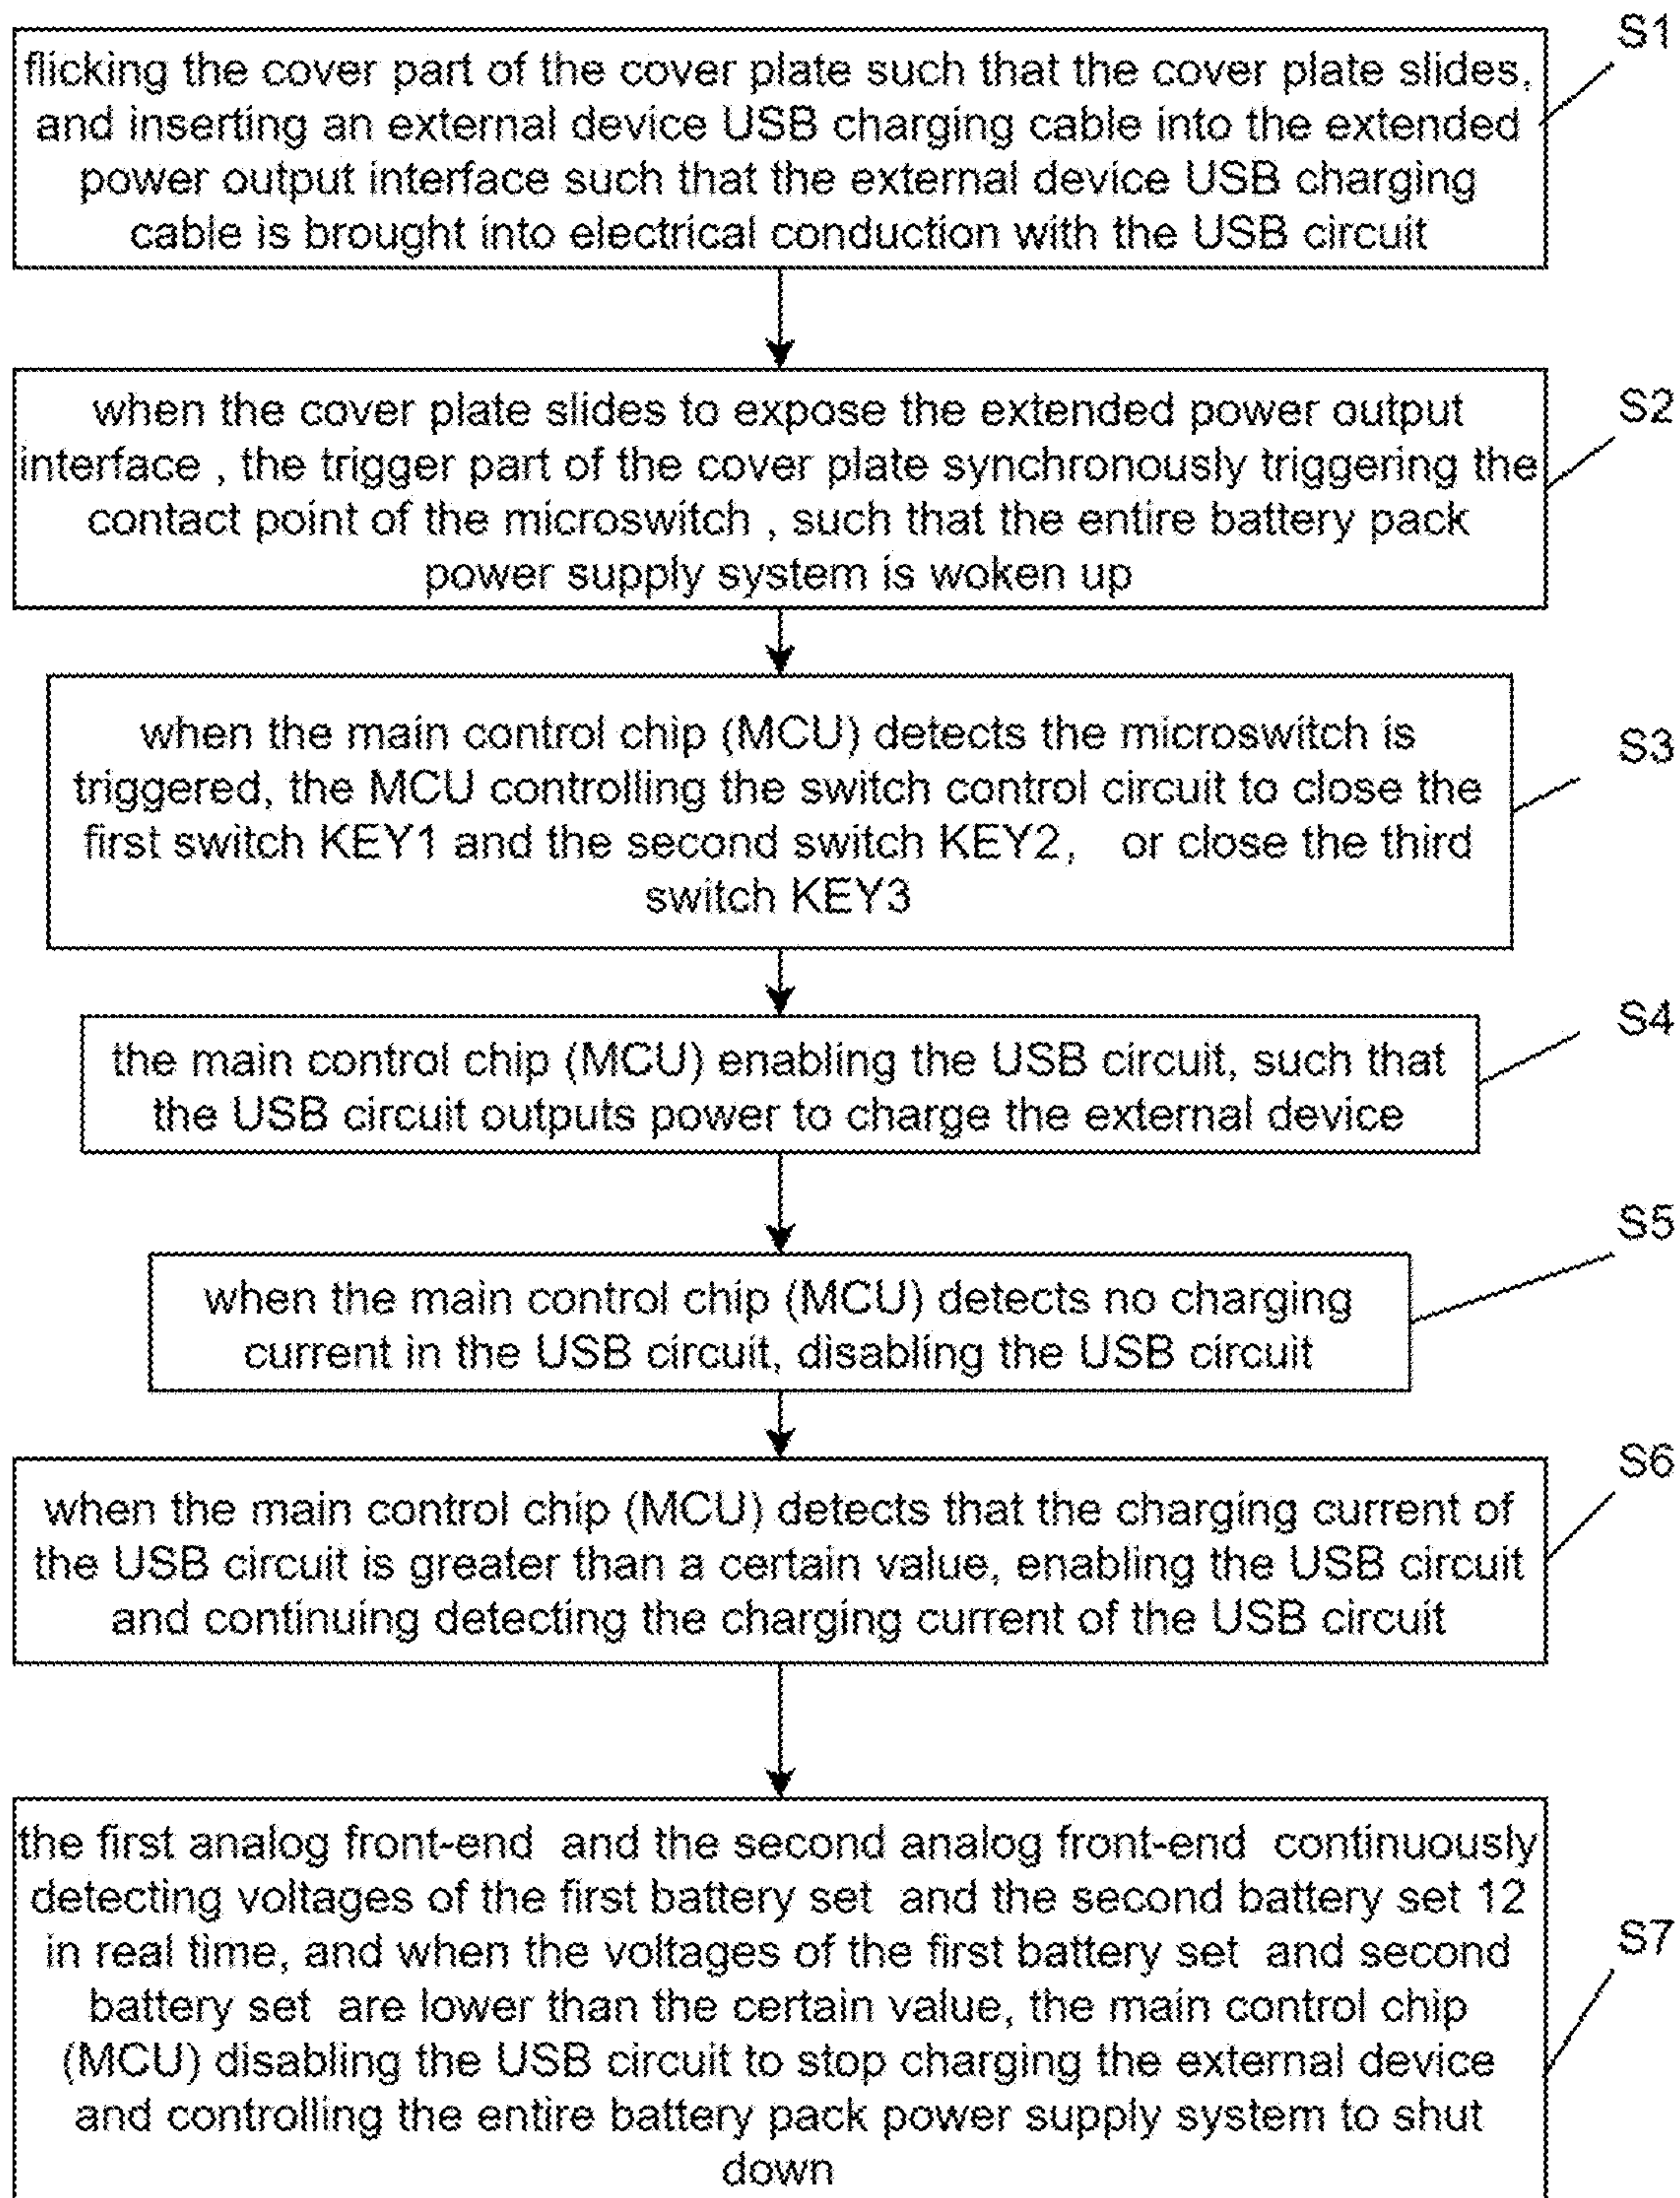 S1
flicking the cover part of the cover plate such that the cover plate slides,
and inserting an external device USB charging cable into the extended
power output interface such that the external device USB charging
cable is brought into electrical conduction with the USB circuit
S2
when the cover plate slides to expose the extended power output
interface , the trigger part of the cover plate synchronously triggering the
contact point of the microswitch , such that the entire battery pack
power supply system is woken up
S3
when the main control chip (MCU) detects the microswitch is
triggered, the MCU controlling the switch control circuit to close the
first switch KEY1 and the second switch KEY2, or close the third
switch KEY3
S4
the main control chip (MCU) enabling the USB circuit, such that
the USB circuit outputs power to charge the external device
S5
when the main control chip (MCU) detects no charging
current in the USB circuit, disabling the USB circuit
S6
when the main control chip (MCU) detects that the charging current of
the USB circuit is greater than a certain value, enabling the USB circuit
and continuing detecting the charging current of the USB circuit
S7
the first analog front-end and the second analog front-end continuously
detecting voltages of the first battery set and the second battery set 12
in real time, and when the voltages of the first battery set and second
battery set are lower than the certain value, the main control chip
(MCU) disabling the USB circuit to stop charging the external device
and controlling the entire battery pack power supply system to shut
down